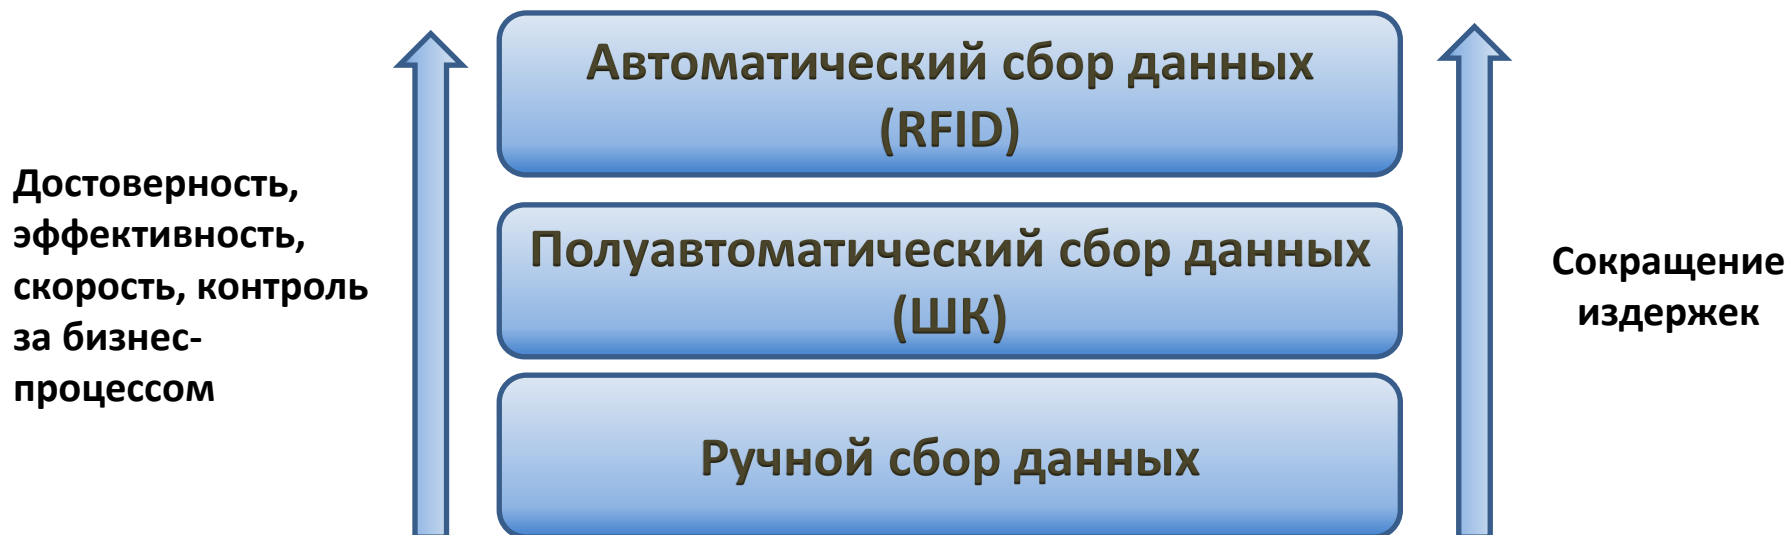 Автоматический сбор данных
(RFID)
Достоверность,
эффективность,
скорость, контроль
за бизнес-
процессом
Полуавтоматический сбор данных
(ШК)
Сокращение
издержек
Ручной сбор данных